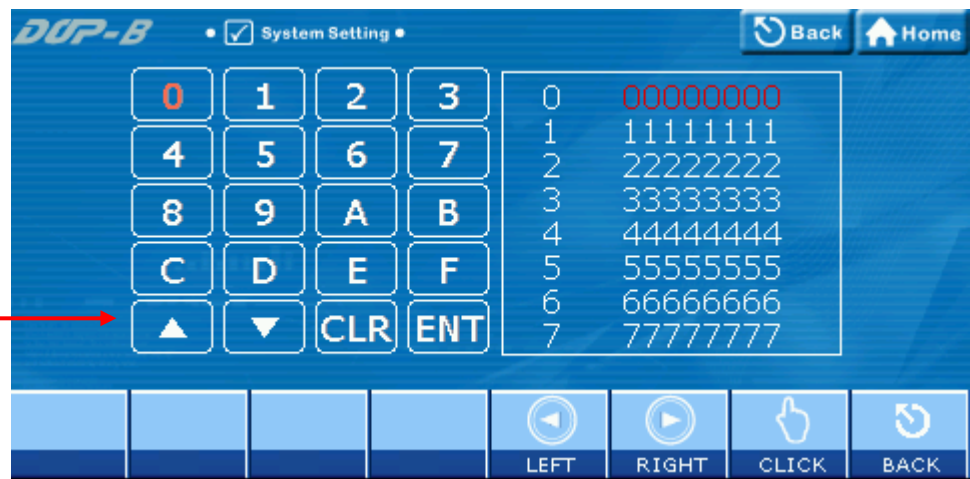 DOP-B • ☑ System Setting • Back Home
0 1 2 3
4 5 6 7
8 9 A B
C D E F
▲ ▼ CLR ENT
0 00000000
1 11111111
2 22222222
3 33333333
4 44444444
5 55555555
6 66666666
7 77777777
LEFT RIGHT CLICK BACK